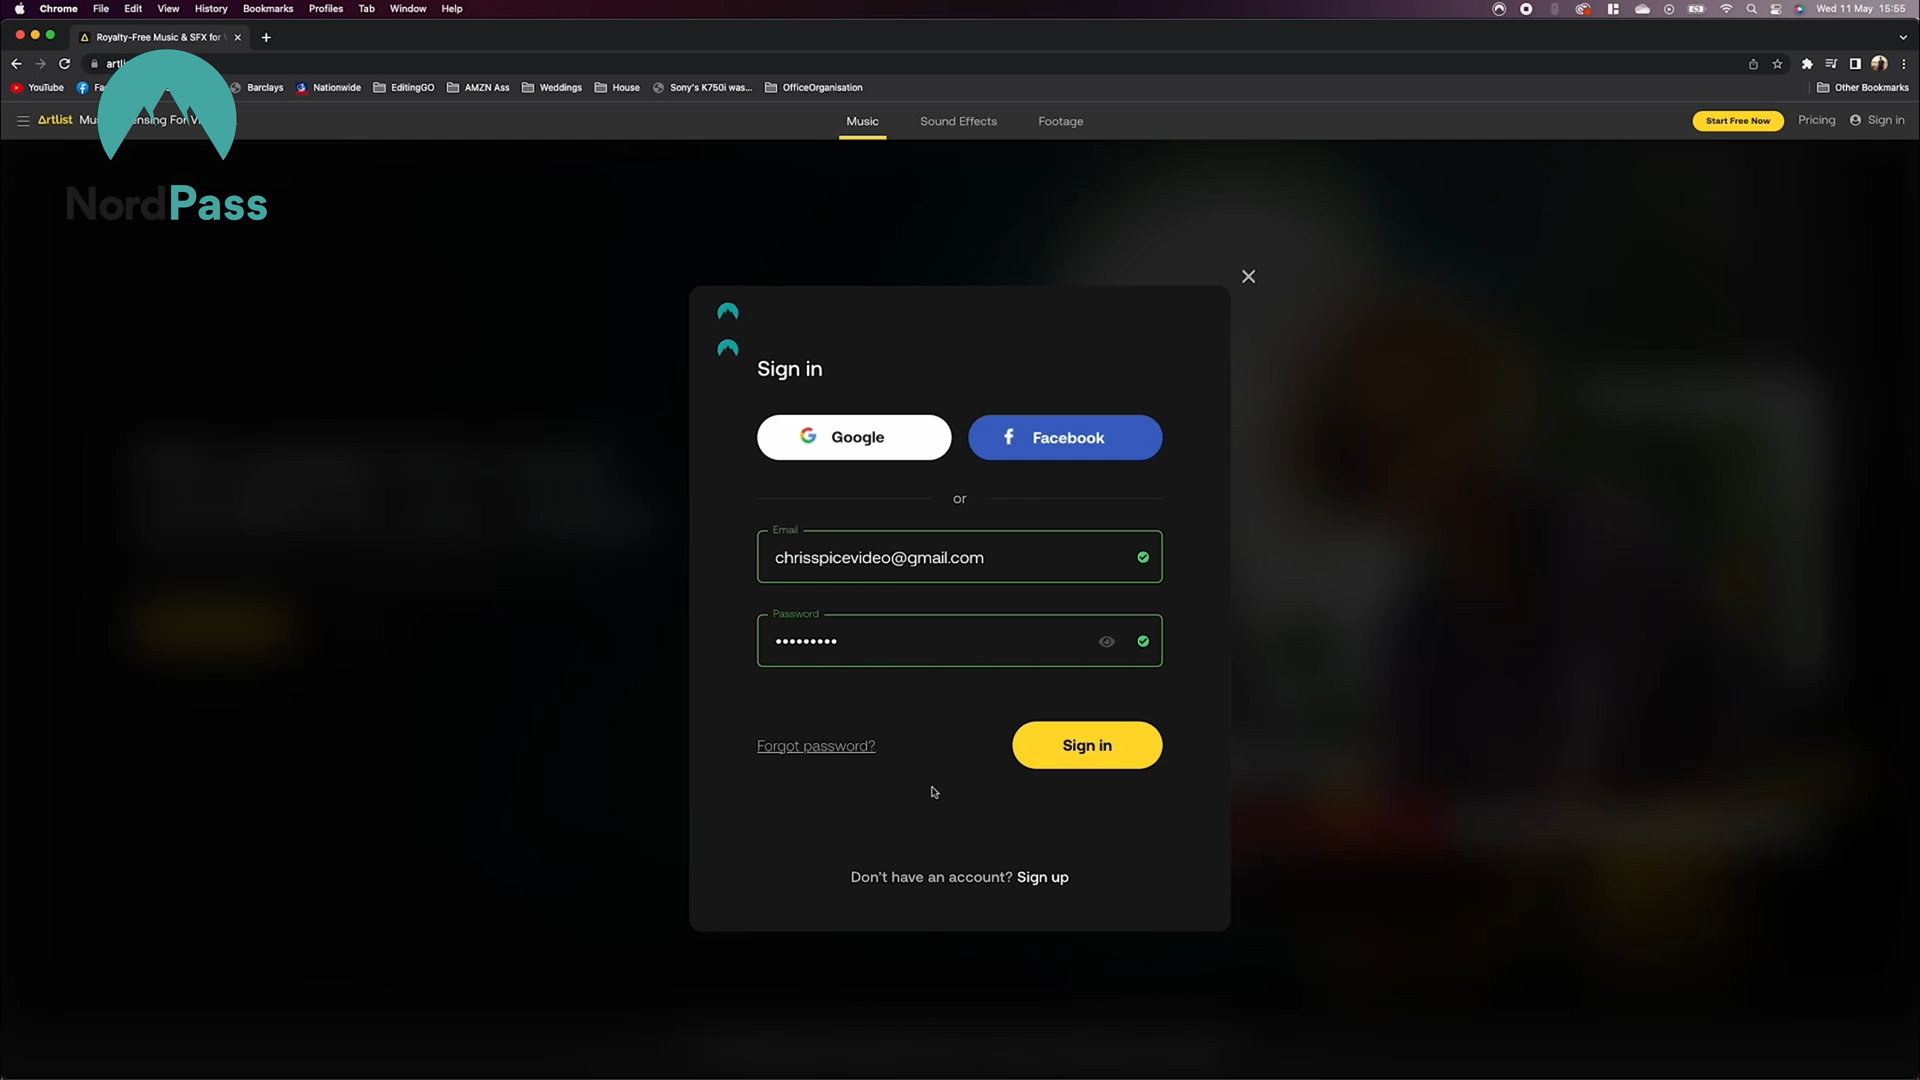 Chrome File Edit View History Bookmarks Profiles Tab Window Help Wed 11 May 15:55
Royalty-Free Music & SFX for
YouTube Barclays Nationwide EditingGO AMZN Ass Weddings House Sony's K750i was... OfficeOrganisation Other Bookmarks
Artlist Music Sound Effects Footage Start Free Now Pricing Sign in
NordPass
Sign in
Google Facebook
or
Email
chrisspicevideo@gmail.com
Password
•••••••••
Forgot password? Sign in
Don't have an account? Sign up